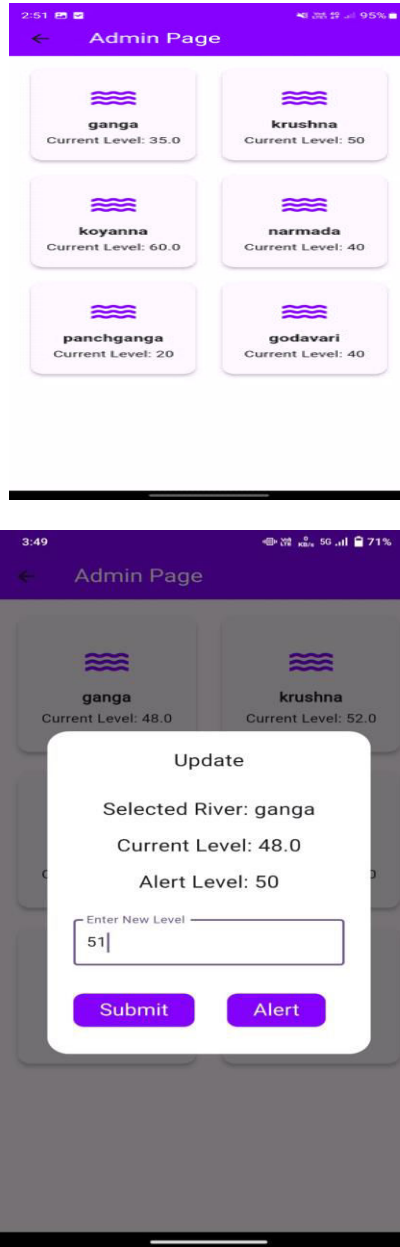 2:51 95%
Admin Page
ganga krushna
Current Level: 35.0 Current Level: 50
koyanna narmada
Current Level: 60.0 Current Level: 40
panchganga godavari
Current Level: 20 Current Level: 40
3:49 5G 71%
Admin Page
ganga krushna
Current Level: 48.0 Current Level: 52.0
Update
Selected River: ganga
Current Level: 48.0
Alert Level: 50
Enter New Level
51
Submit Alert